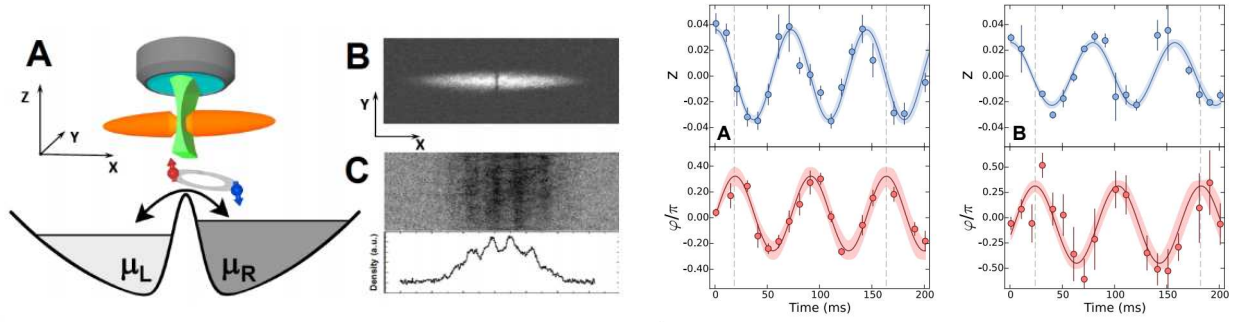 A
Z
Y
X
μL
μR
B
Y
X
C
Density (a.u.)
0.04
0.02
0.00
-0.02
-0.04
Z
A
0.40
0.20
0.00
-0.20
-0.40
φ/π
0
50
100
150
200
Time (ms)
0.04
0.02
0.00
-0.02
-0.04
Z
B
0.50
0.25
0.00
-0.25
-0.50
φ/π
0
50
100
150
200
Time (ms)